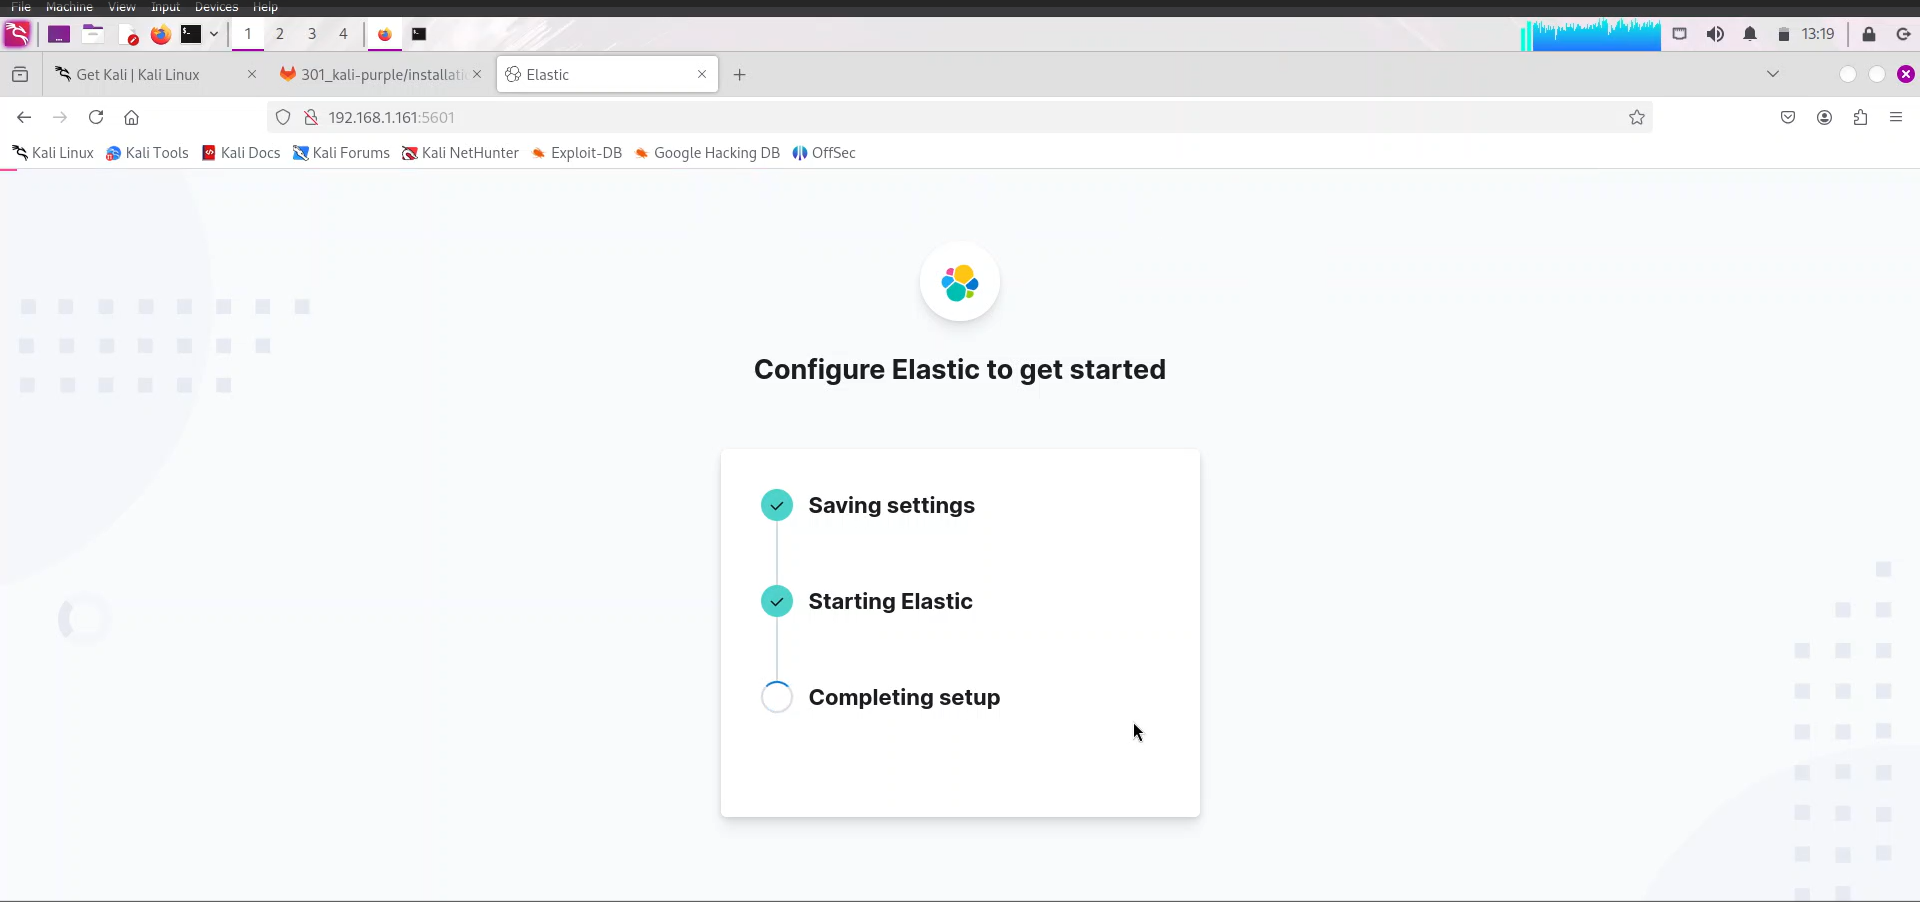 File Machine View Input Devices Help
1 2 3 4 13:19
Get Kali | Kali Linux 301_kali-purple/installati Elastic
192.168.1.161:5601
Kali Linux Kali Tools Kali Docs Kali Forums Kali NetHunter Exploit-DB Google Hacking DB OffSec
Configure Elastic to get started
Saving settings
Starting Elastic
Completing setup